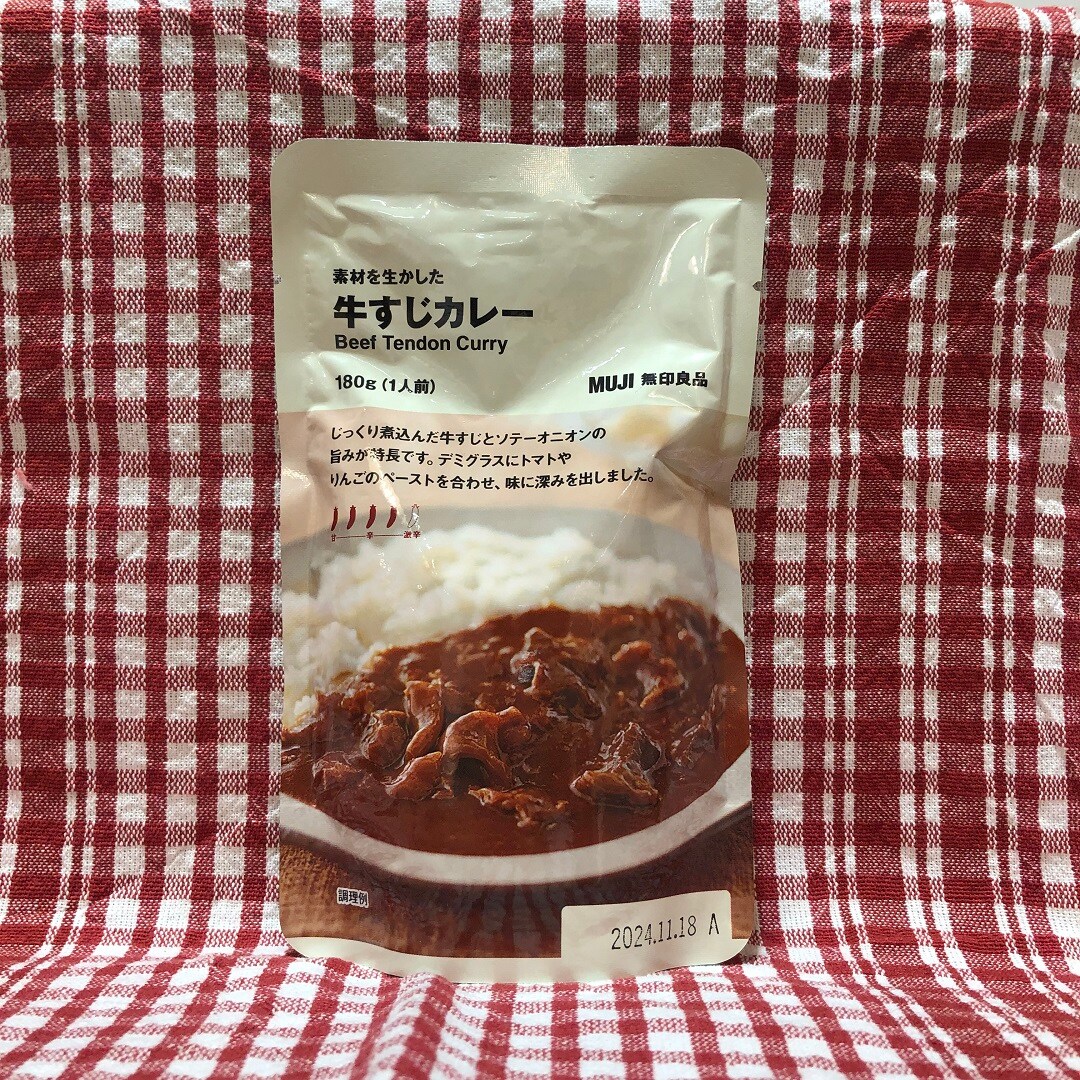 素材を生かした
牛すじカレー
Beef Tendon Curry
180g(1人前)
MUJI 無印良品
じっくり煮込んだ牛すじとソテーオニオンの
旨みが特長です。デミグラスにトマトや
りんごのペーストを合わせ、味に深みを出しました。
甘 辛 激辛
調理例
2024.11.18 A